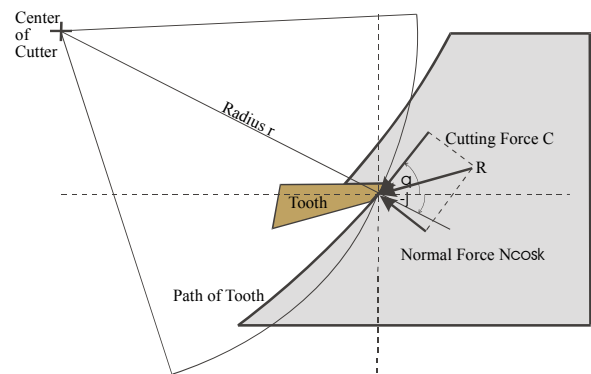 Center
of
Cutter
Radius r
Cutting Force C
R
q
-j
Tooth
Normal Force Ncosk
Path of Tooth